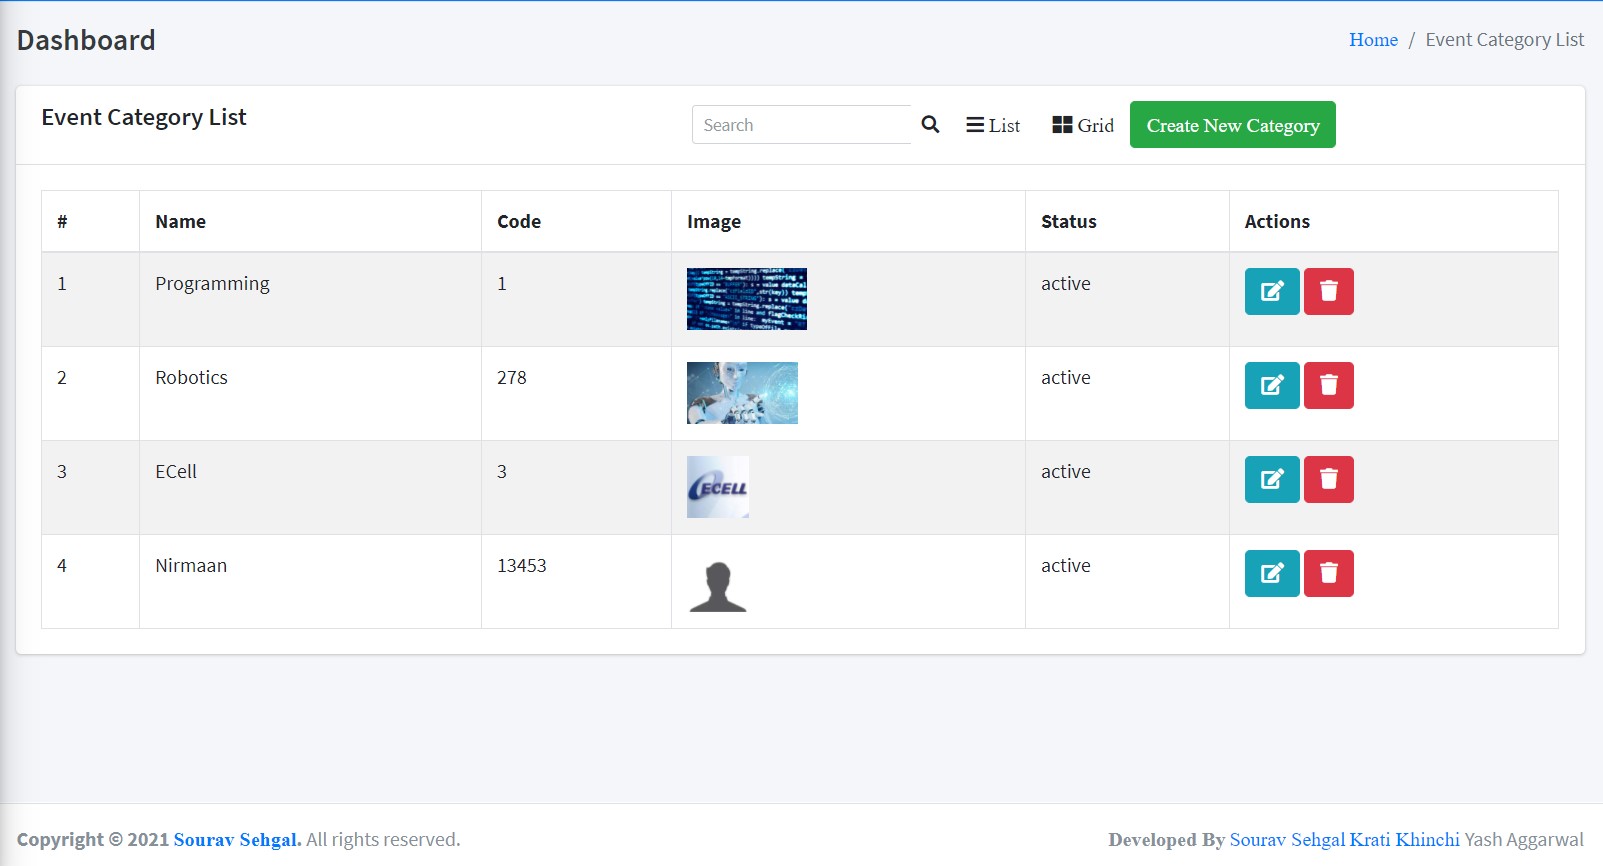 Dashboard
Home / Event Category List
Event Category List
Search
List
Grid
Create New Category
# Name Code Image Status Actions
1 Programming 1 active
2 Robotics 278 active
3 ECell 3 ECELL active
4 Nirmaan 13453 active
Copyright © 2021 Sourav Sehgal. All rights reserved.
Developed By Sourav Sehgal Krati Khinchi Yash Aggarwal